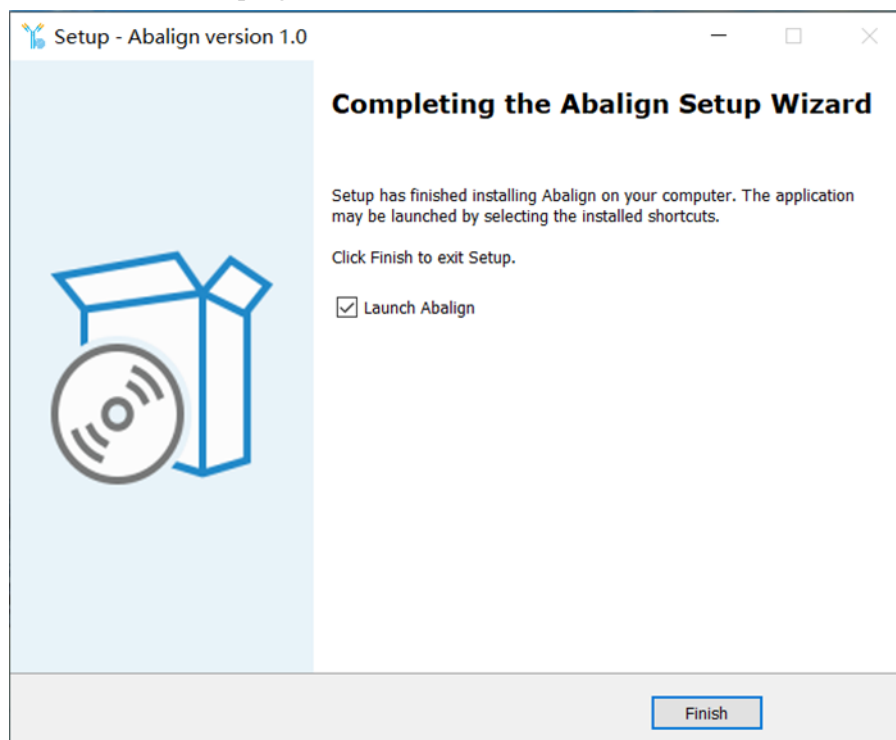 Setup - Abalign version 1.0
Completing the Abalign Setup Wizard
Setup has finished installing Abalign on your computer. The application
may be launched by selecting the installed shortcuts.
Click Finish to exit Setup.
Launch Abalign
Finish